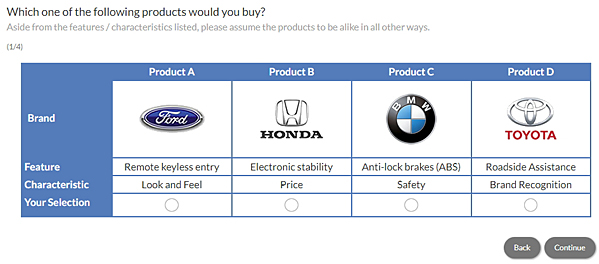 Which one of the following products would you buy?
Aside from the features / characteristics listed, please assume the products to be alike in all other ways.
(1/4)
Product A Product B Product C Product D
Brand Ford HONDA BMW TOYOTA
Feature Remote keyless entry Electronic stability Anti-lock brakes (ABS) Roadside Assistance
Characteristic Look and Feel Price Safety Brand Recognition
Your Selection
Back Continue